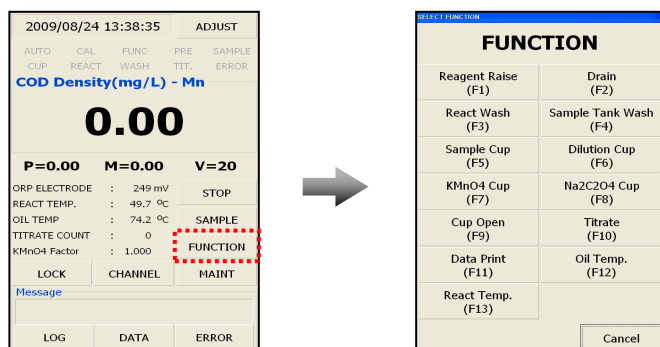 2009/08/24 13:38:35 ADJUST
AUTO CAL FUNC PRE SAMPLE
CUP REACT WASH TIT. ERROR
COD Density(mg/L) - Mn
0.00
P=0.00 M=0.00 V=20
ORP ELECTRODE : 249 mV
REACT TEMP. : 49.7 ºC
STOP
OIL TEMP : 74.2 ºC
SAMPLE
TITRATE COUNT : 0
KMnO4 Factor : 1.000
FUNCTION
LOCK CHANNEL MAINT
Message
LOG DATA ERROR
SELECT FUNCTION
FUNCTION
Reagent Raise
(F1)
Drain
(F2)
React Wash
(F3)
Sample Tank Wash
(F4)
Sample Cup
(F5)
Dilution Cup
(F6)
KMnO4 Cup
(F7)
Na2C2O4 Cup
(F8)
Cup Open
(F9)
Titrate
(F10)
Data Print
(F11)
Oil Temp.
(F12)
React Temp.
(F13)
Cancel